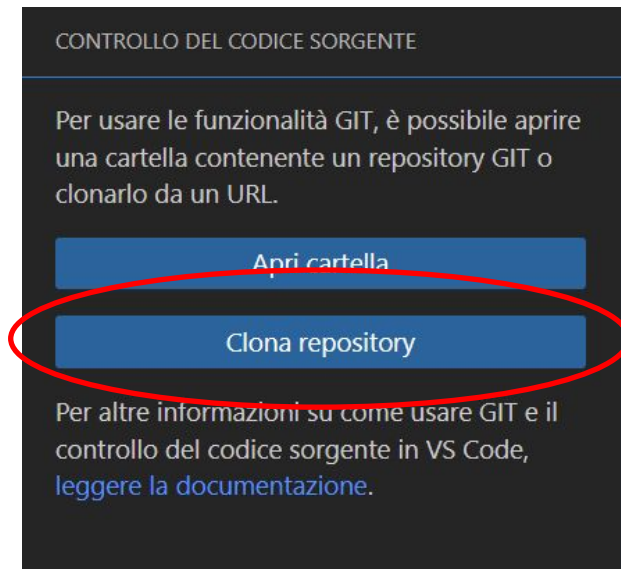 CONTROLLO DEL CODICE SORGENTE
Per usare le funzionalità GIT, è possibile aprire
una cartella contenente un repository GIT o
clonarlo da un URL.
Apri cartella
Clona repository
Per altre informazioni su come usare GIT e il
controllo del codice sorgente in VS Code,
leggere la documentazione.